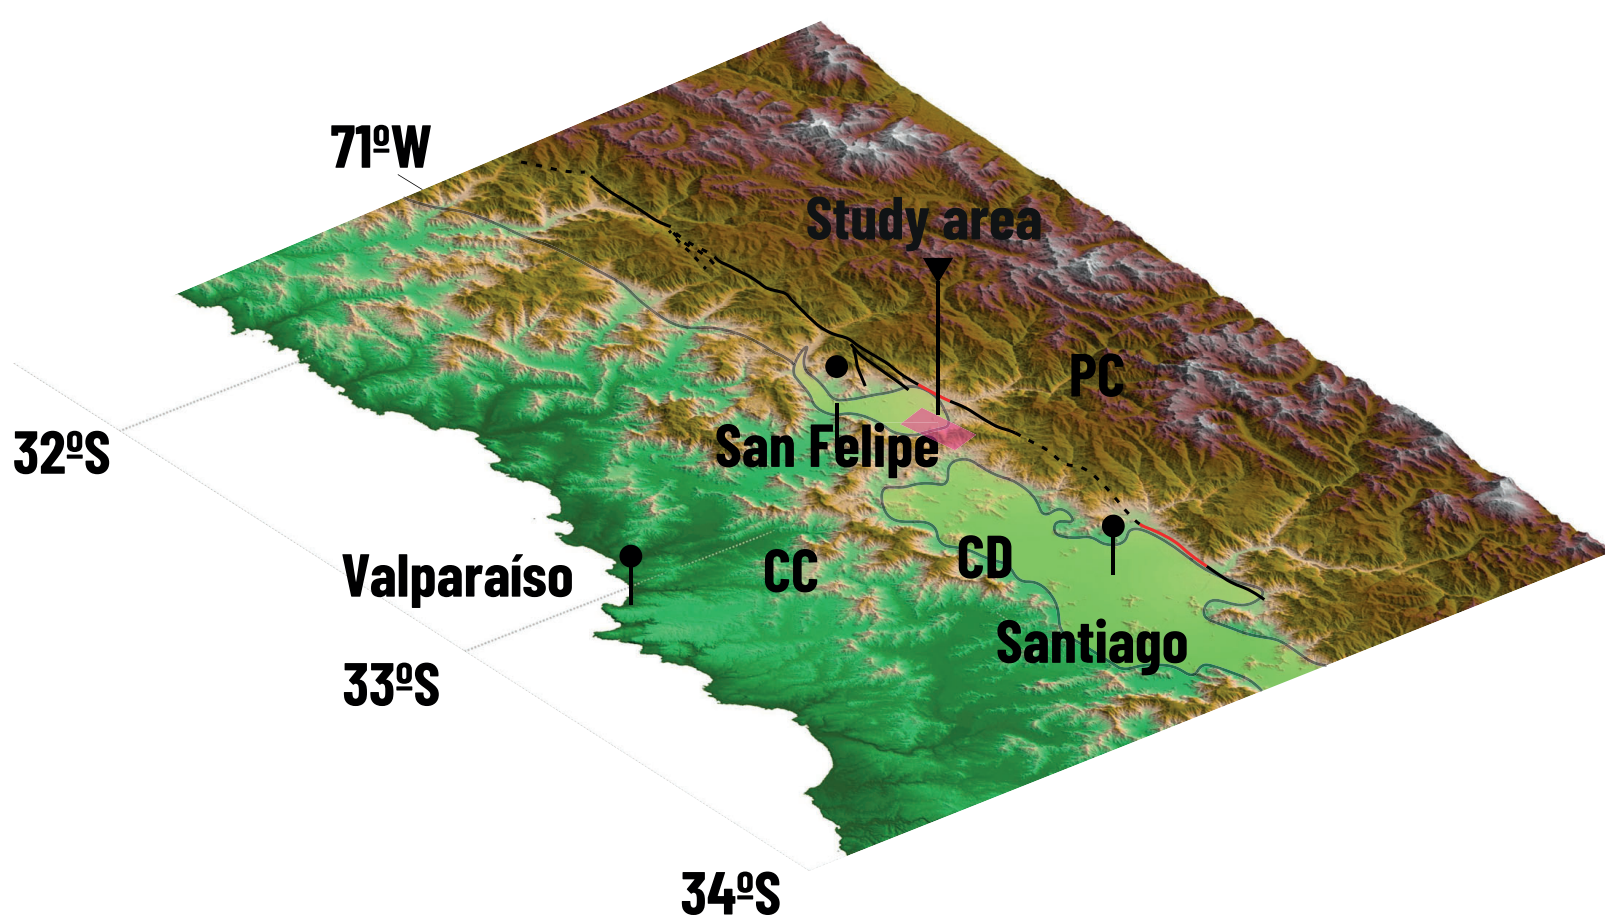 71ºW
Study area
PC
32ºS
San Felipe
Valparaíso
CC
CD
Santiago
33ºS
34ºS